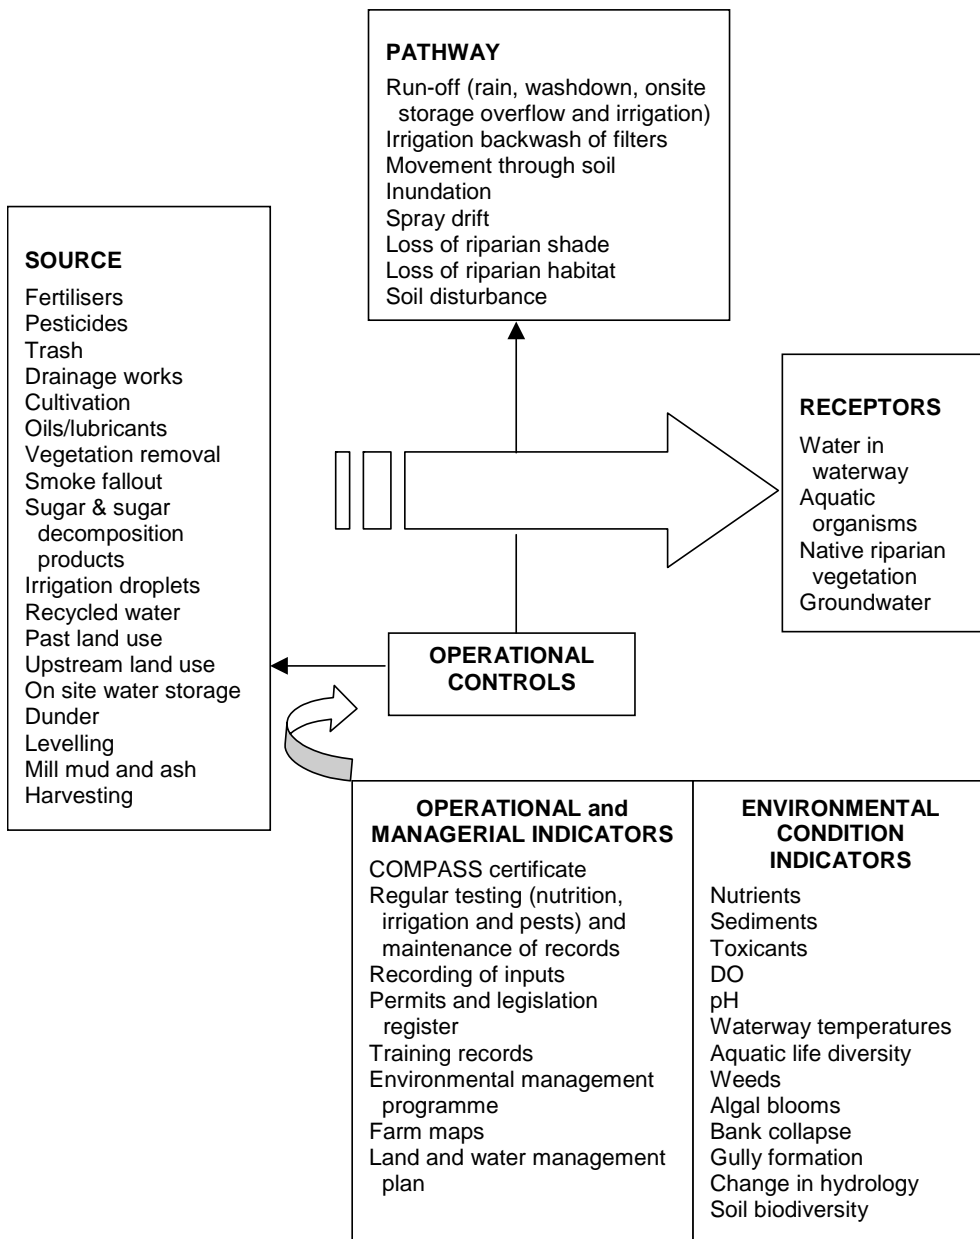 PATHWAY
Run-off (rain, washdown, onsite
storage overflow and irrigation)
Irrigation backwash of filters
Movement through soil
Inundation
Spray drift
Loss of riparian shade
Loss of riparian habitat
Soil disturbance
SOURCE
Fertilisers
Pesticides
Trash
Drainage works
Cultivation
Oils/lubricants
Vegetation removal
Smoke fallout
Sugar & sugar
decomposition
products
Irrigation droplets
Recycled water
Past land use
Upstream land use
On site water storage
Dunder
Levelling
Mill mud and ash
Harvesting
RECEPTORS
Water in
waterway
Aquatic
organisms
Native riparian
vegetation
Groundwater
OPERATIONAL
CONTROLS
OPERATIONAL and
MANAGERIAL INDICATORS
COMPASS certificate
Regular testing (nutrition,
irrigation and pests) and
maintenance of records
Recording of inputs
Permits and legislation
register
Training records
Environmental management
programme
Farm maps
Land and water management
plan
ENVIRONMENTAL
CONDITION
INDICATORS
Nutrients
Sediments
Toxicants
DO
pH
Waterway temperatures
Aquatic life diversity
Weeds
Algal blooms
Bank collapse
Gully formation
Change in hydrology
Soil biodiversity